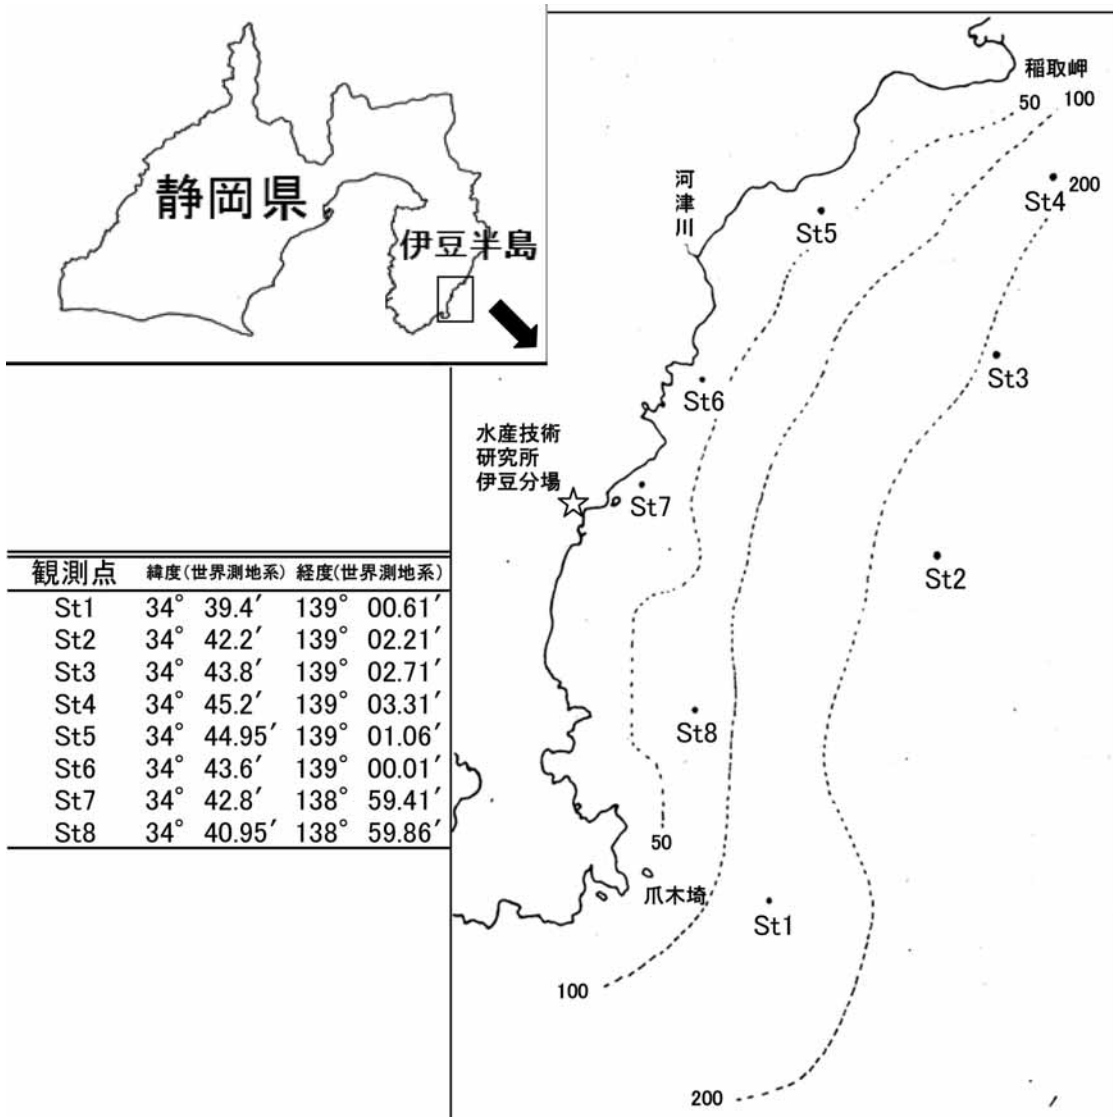 静岡県
伊豆半島
稲取岬
50
100
河津川
St4
200
St5
St3
St6
水産技術
研究所
伊豆分場
St7
St2
観測点 緯度(世界測地系) 経度(世界測地系)
St1 34° 39.4′ 139° 00.61′
St2 34° 42.2′ 139° 02.21′
St3 34° 43.8′ 139° 02.71′
St4 34° 45.2′ 139° 03.31′
St5 34° 44.95′ 139° 01.06′
St6 34° 43.6′ 139° 00.01′
St7 34° 42.8′ 138° 59.41′
St8 34° 40.95′ 138° 59.86′
St8
50
爪木埼
St1
100
200